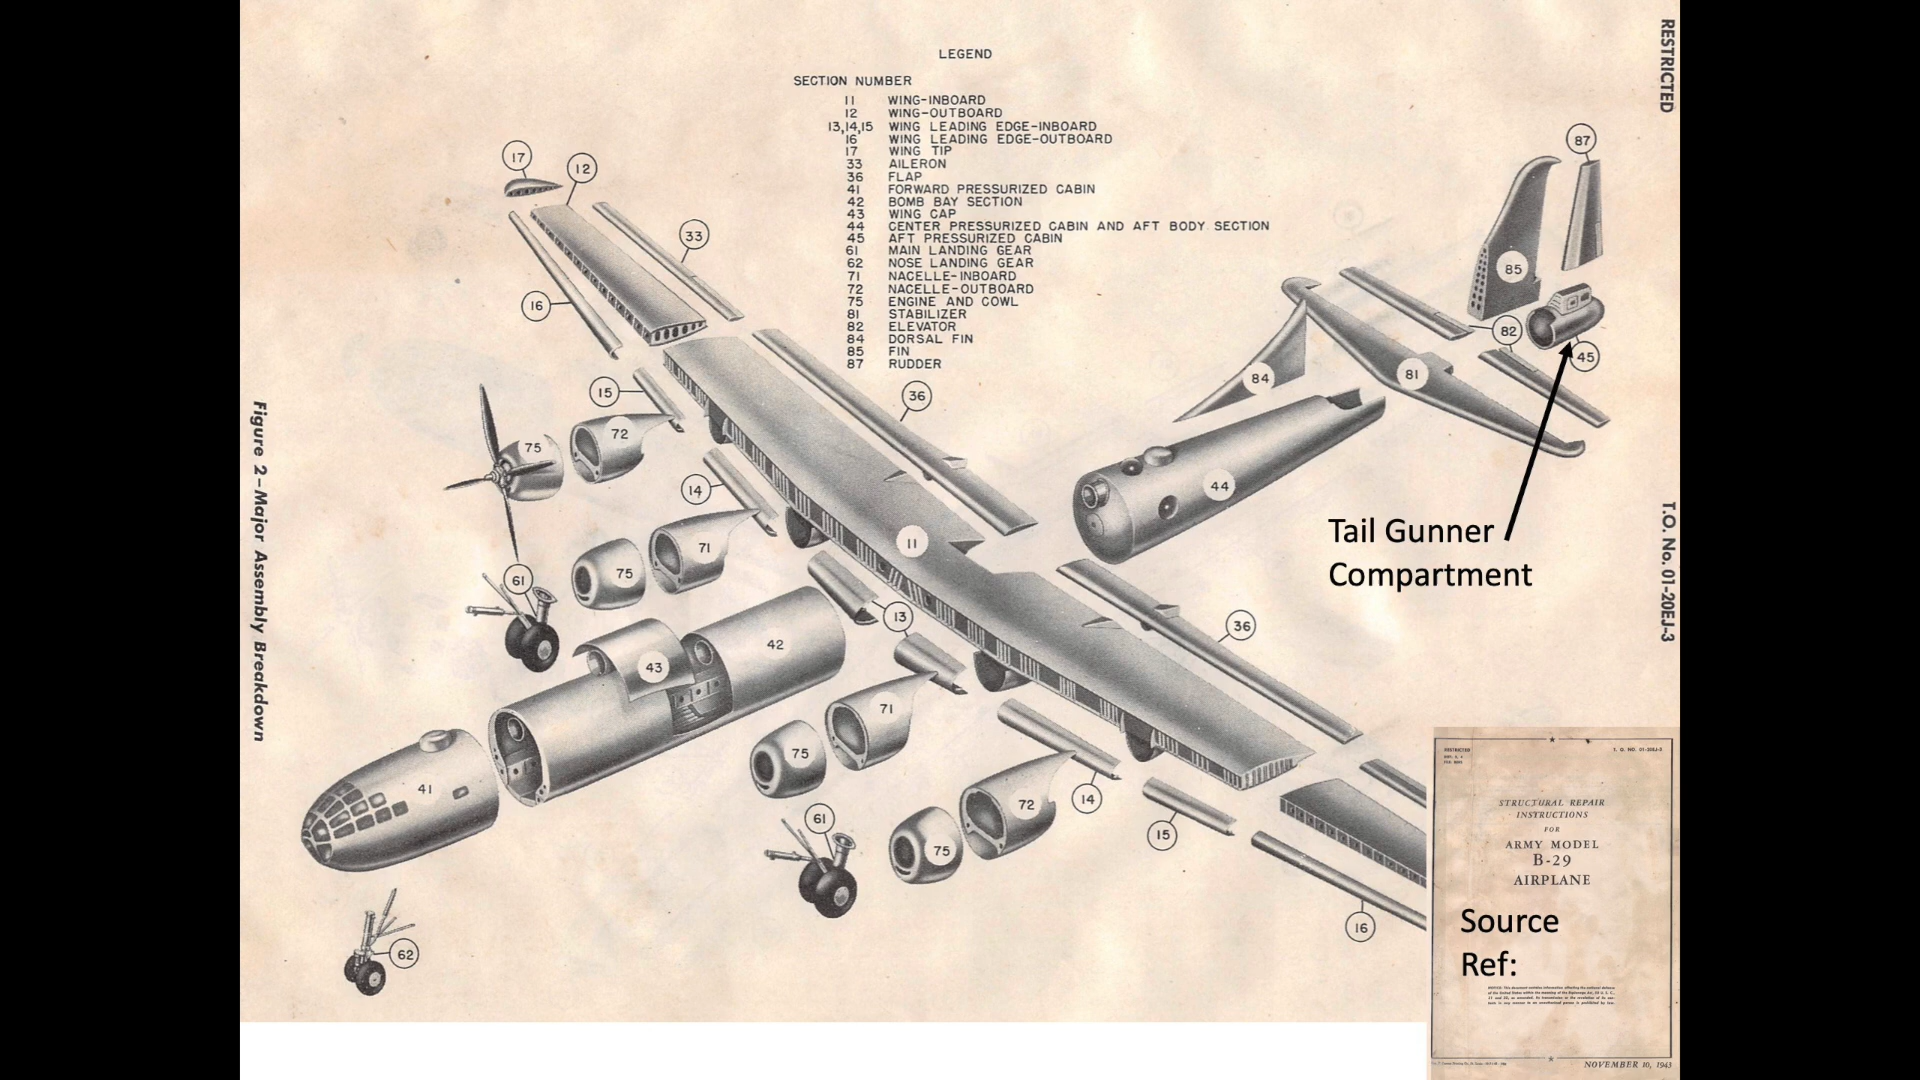 LEGEND
SECTION NUMBER
11 WING-INBOARD
12 WING-OUTBOARD
13,14,15 WING LEADING EDGE-INBOARD
16 WING LEADING EDGE-OUTBOARD
17 WING TIP
33 AILERON
36 FLAP
41 FORWARD PRESSURIZED CABIN
42 BOMB BAY SECTION
43 WING CAP
44 CENTER PRESSURIZED CABIN AND AFT BODY SECTION
45 AFT PRESSURIZED CABIN
61 MAIN LANDING GEAR
62 NOSE LANDING GEAR
71 NACELLE-INBOARD
72 NACELLE-OUTBOARD
75 ENGINE AND COWL
81 STABILIZER
82 ELEVATOR
84 DORSAL FIN
85 FIN
87 RUDDER
RESTRICTED
T.O. No. 01-20EJ-3
Figure 2-Major Assembly Breakdown
17
12
33
16
15
36
72
75
14
71
75
61
11
13
43
42
41
62
71
75
61
72
75
14
15
16
36
87
85
82
45
81
84
44
Tail Gunner
Compartment
RESTRICTED
T. O. NO. 01-20EJ-3
STRUCTURAL REPAIR
INSTRUCTIONS
FOR
ARMY MODEL
B-29
AIRPLANE
Source
Ref:
NOVEMBER 10, 1943